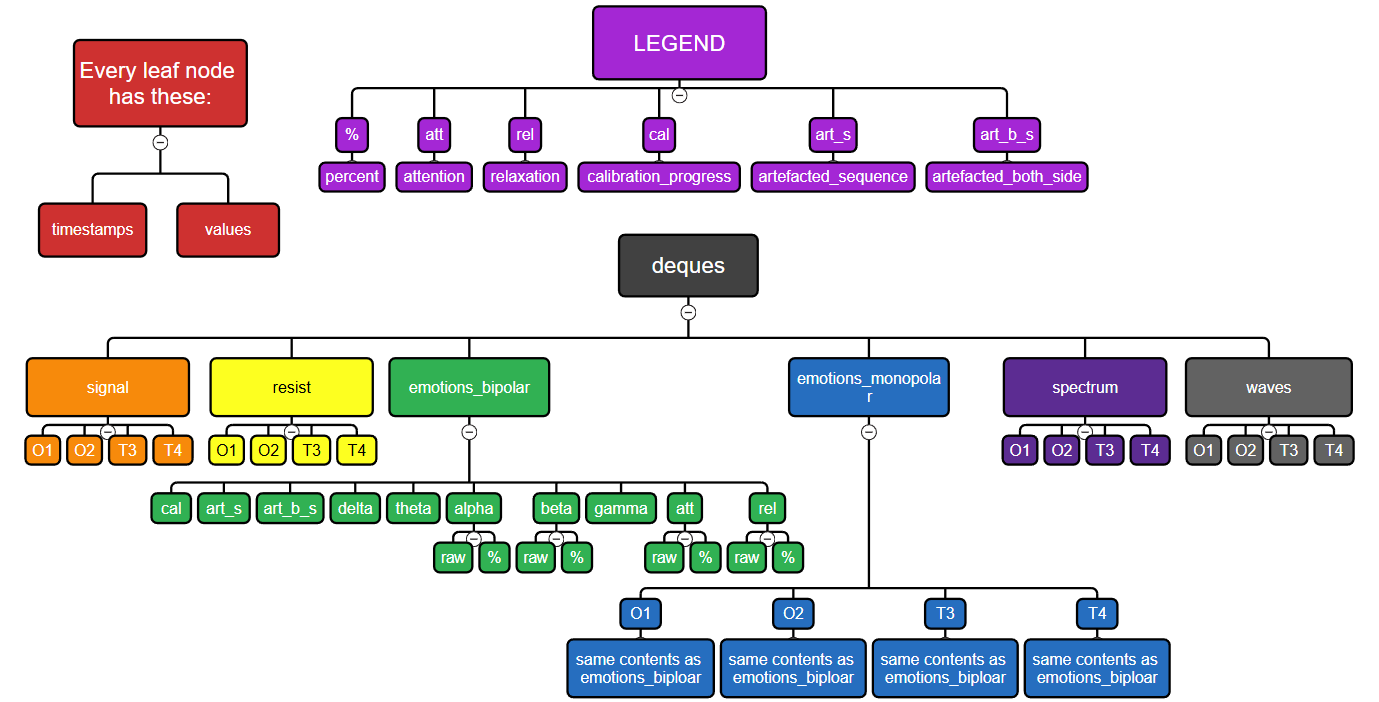 LEGEND
Every leaf node
has these:
timestamps
values
%
att
rel
cal
art_s
art_b_s
percent
attention
relaxation
calibration_progress
artefacted_sequence
artefacted_both_side
deques
signal
resist
emotions_bipolar
emotions_monopola
r
spectrum
waves
O1
O2
T3
T4
O1
O2
T3
T4
O1
O2
T3
T4
O1
O2
T3
T4
cal
art_s
art_b_s
delta
theta
alpha
beta
gamma
att
rel
raw
%
raw
%
raw
%
raw
%
O1
O2
T3
T4
same contents as
emotions_biploar
same contents as
emotions_biploar
same contents as
emotions_biploar
same contents as
emotions_biploar